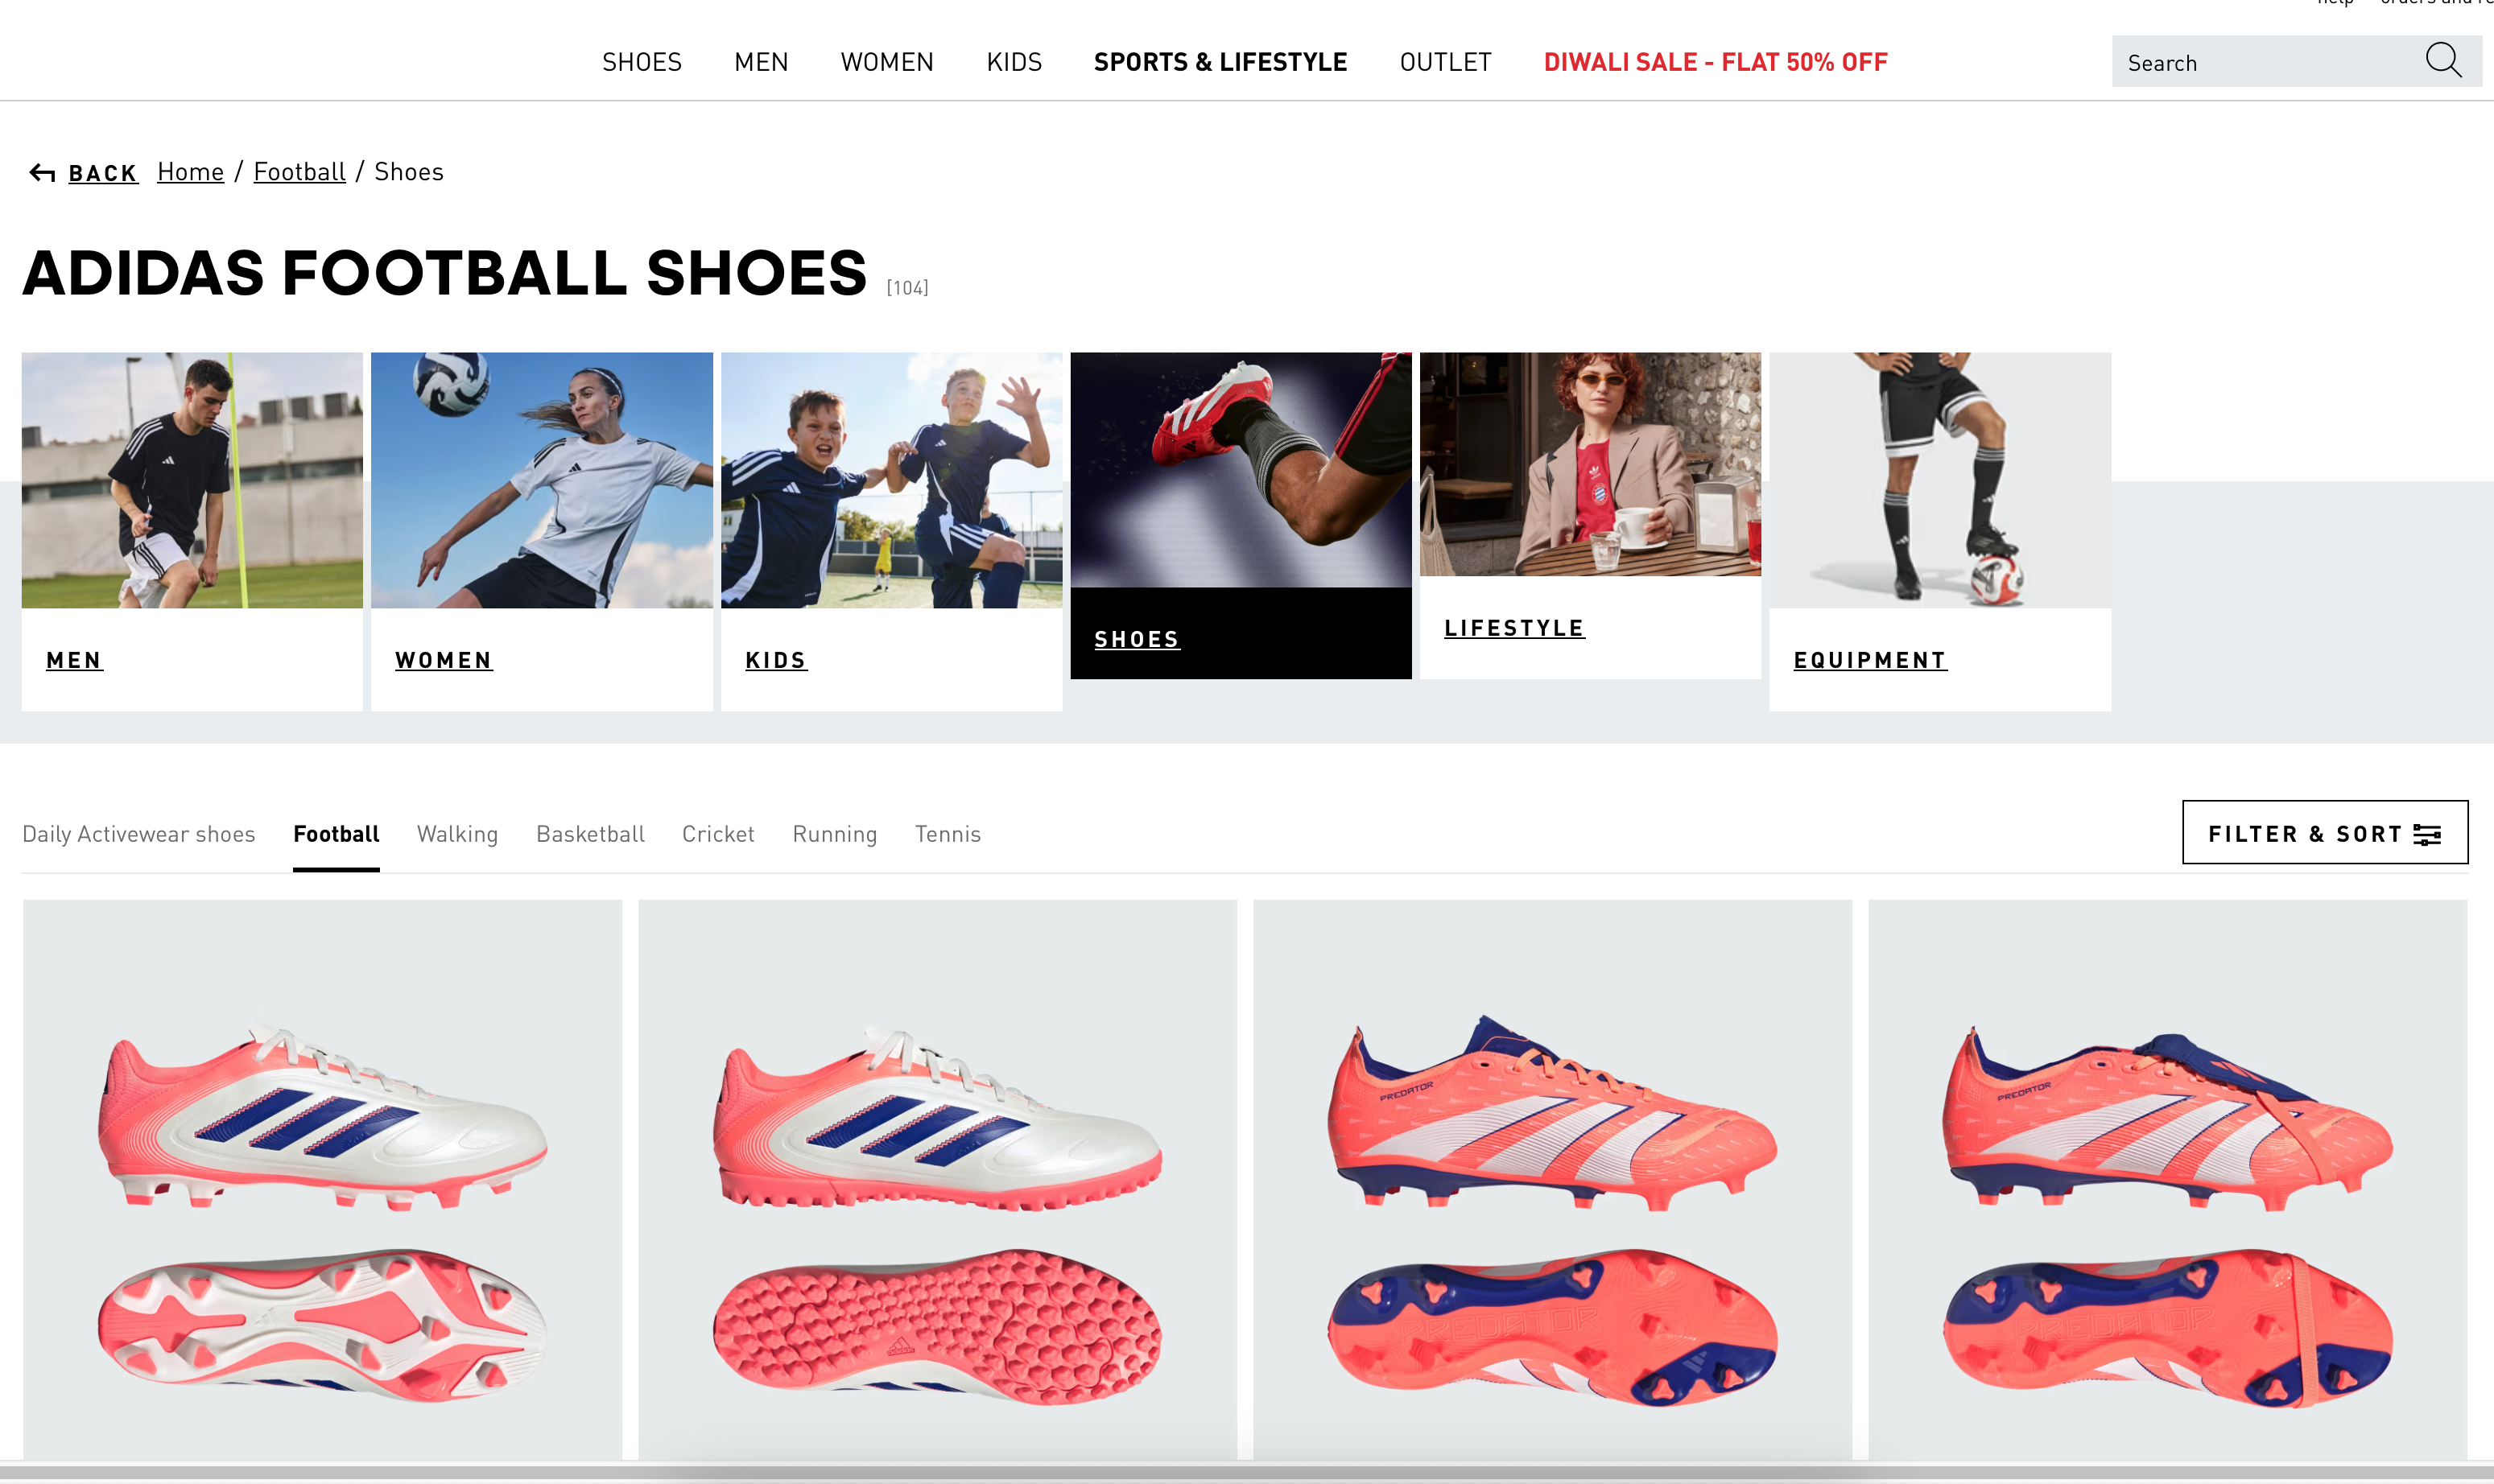 help orders and re
SHOES MEN WOMEN KIDS SPORTS & LIFESTYLE OUTLET DIWALI SALE - FLAT 50% OFF Search
BACK Home / Football / Shoes
ADIDAS FOOTBALL SHOES [104]
MEN WOMEN KIDS SHOES LIFESTYLE EQUIPMENT
Daily Activewear shoes Football Walking Basketball Cricket Running Tennis FILTER & SORT
PREDATOR PREDATOR
adidas
PREDATOR PREDATOR